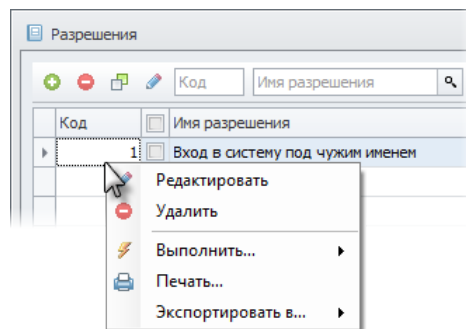 Разрешения
Код Имя разрешения
Код Имя разрешения
1 Вход в систему под чужим именем
Редактировать
Удалить
Выполнить...
Печать...
Экспортировать в...